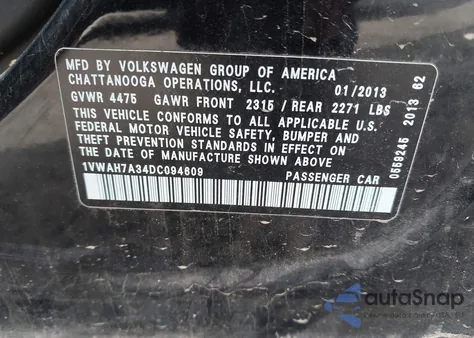 MFD BY VOLKSWAGEN GROUP OF AMERICA
CHATTANOOGA OPERATIONS, LLC. 01/2013
GVWR 4475 GAWR FRONT 2315 / REAR 2271 LBS
THIS VEHICLE CONFORMS TO ALL APPLICABLE U.S.
FEDERAL MOTOR VEHICLE SAFETY, BUMPER AND
THEFT PREVENTION STANDARDS IN EFFECT ON
THE DATE OF MANUFACTURE SHOWN ABOVE
1VWAH7A34DC094609 PASSENGER CAR
0559245 2013 62
autoSnap